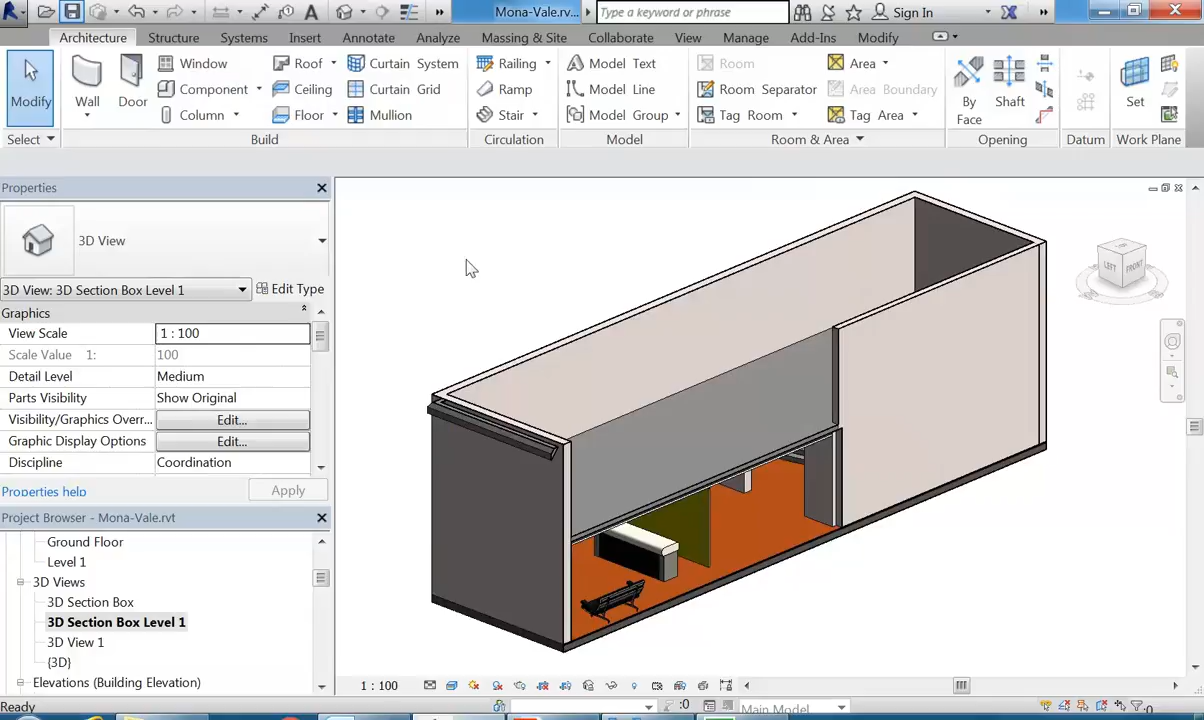 Mona-Vale.rv...
Type a keyword or phrase
Sign In
Architecture Structure Systems Insert Annotate Analyze Massing & Site Collaborate View Manage Add-Ins Modify
Modify
Wall
Door
Window
Component
Column
Roof
Ceiling
Floor
Curtain System
Curtain Grid
Mullion
Railing
Ramp
Stair
Model Text
Model Line
Model Group
Room
Room Separator
Tag Room
Area
Area Boundary
Tag Area
By Face
Shaft
Set
Select Build Circulation Model Room & Area Opening Datum Work Plane
Properties
3D View
3D View: 3D Section Box Level 1
Edit Type
Graphics
View Scale 1 : 100
Scale Value 1: 100
Detail Level Medium
Parts Visibility Show Original
Visibility/Graphics Overr... Edit...
Graphic Display Options Edit...
Discipline Coordination
Properties help Apply
Project Browser - Mona-Vale.rvt
Ground Floor
Level 1
3D Views
3D Section Box
3D Section Box Level 1
3D View 1
{3D}
Elevations (Building Elevation)
LEFT FRONT
1 : 100
Ready
:0
Main Model
:0